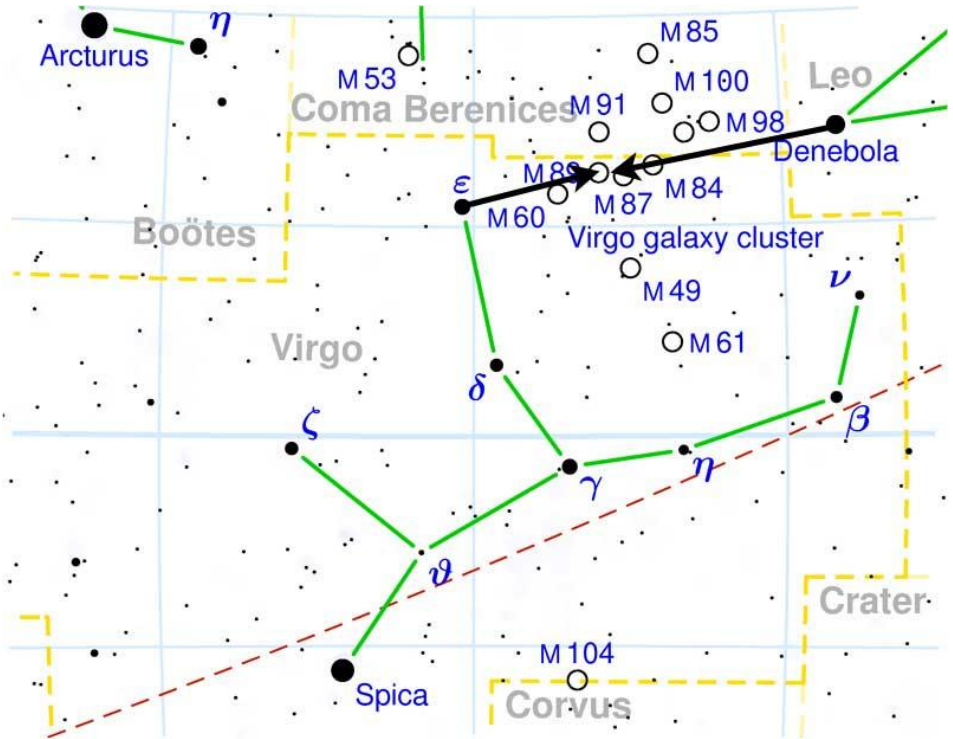 η
M 85
Arcturus
M 53
M 100
Leo
Coma Berenices
M 91
M 98
Denebola
M 89
ε
M 84
M 60
M 87
Boötes
Virgo galaxy cluster
ν
M 49
Virgo
M 61
δ
ζ
β
γ
η
ϑ
Crater
M 104
Spica
Corvus